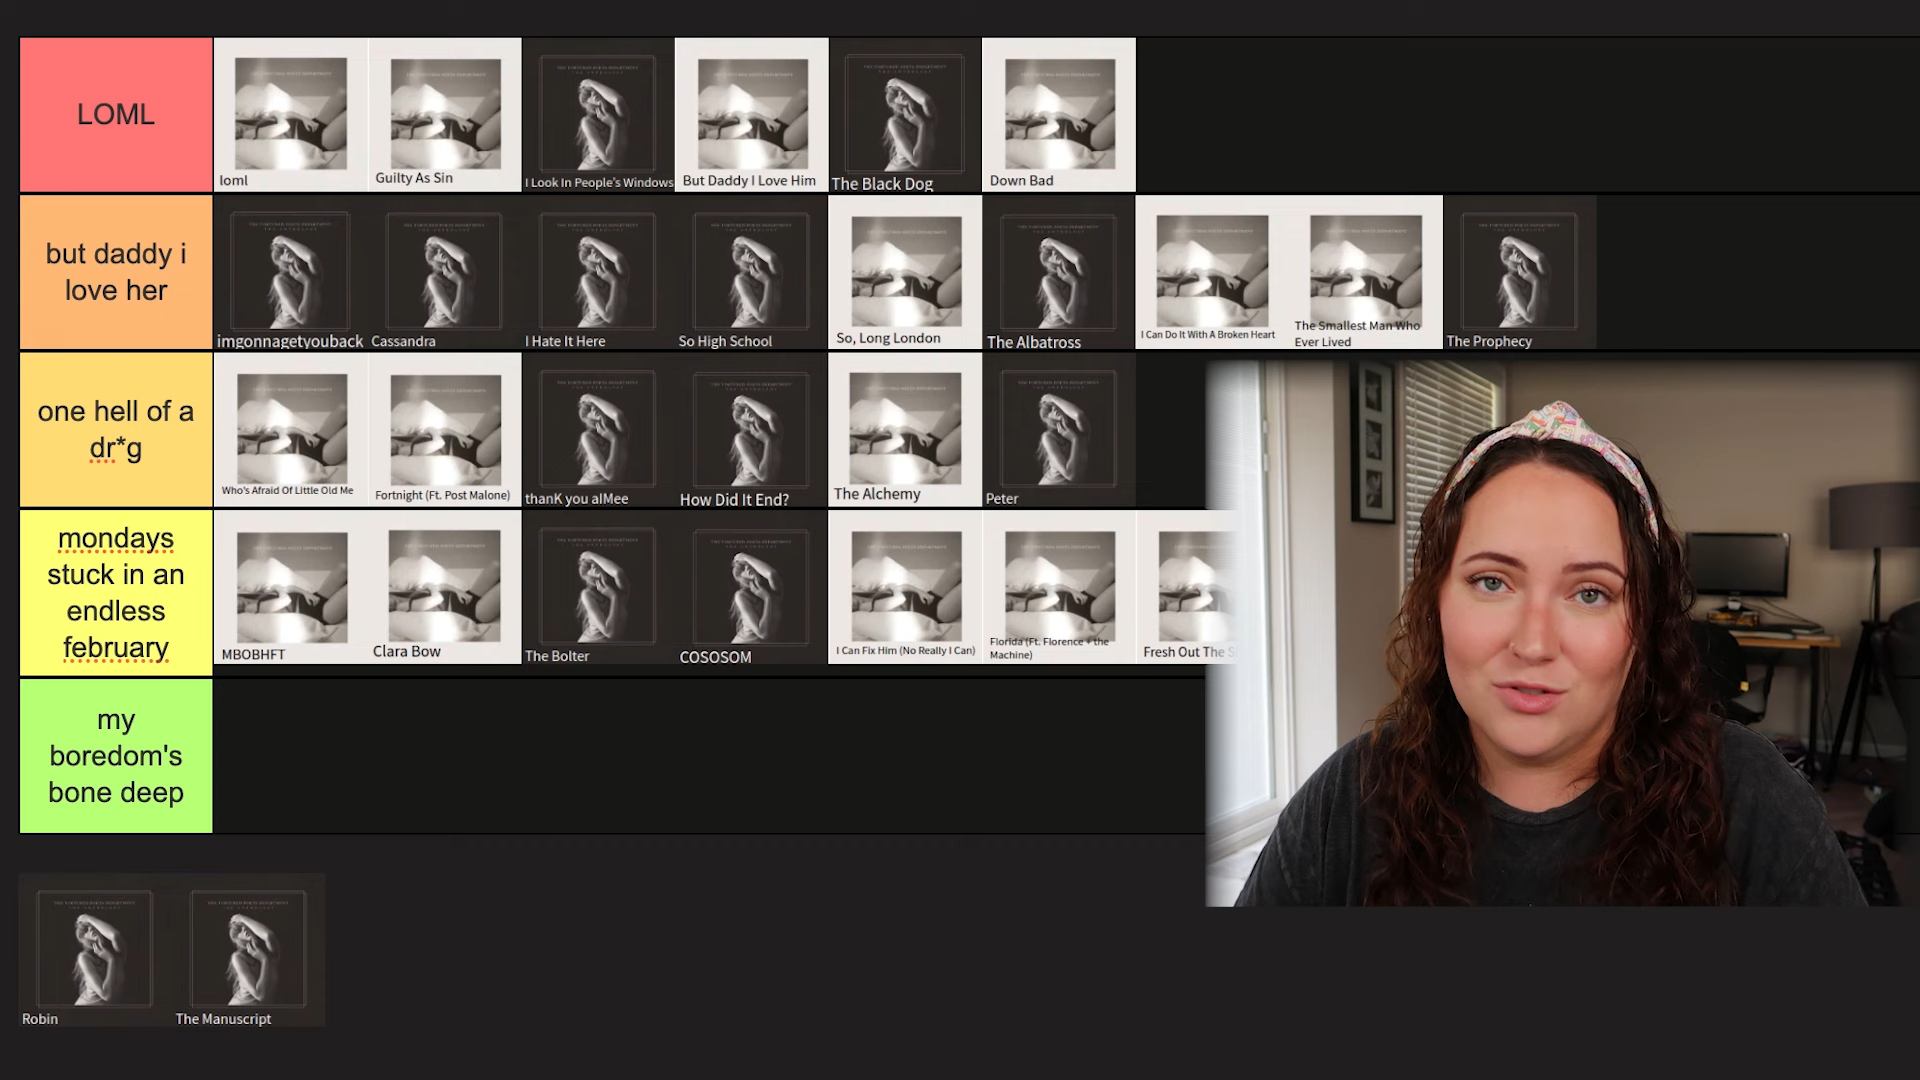 LOML
loml
Guilty As Sin
I Look In People's Windows
But Daddy I Love Him
The Black Dog
Down Bad
but daddy i
love her
imgonnagetyouback
Cassandra
I Hate It Here
So High School
So, Long London
The Albatross
I Can Do It With A Broken Heart
The Smallest Man Who
Ever Lived
The Prophecy
one hell of a
dr*g
Who's Afraid Of Little Old Me
Fortnight (Ft. Post Malone)
thanK you aIMee
How Did It End?
The Alchemy
Peter
mondays
stuck in an
endless
february
MBOBHFT
Clara Bow
The Bolter
COSOSOM
I Can Fix Him (No Really I Can)
Florida (Ft. Florence + the
Machine)
Fresh Out The
my
boredom's
bone deep
Robin
The Manuscript